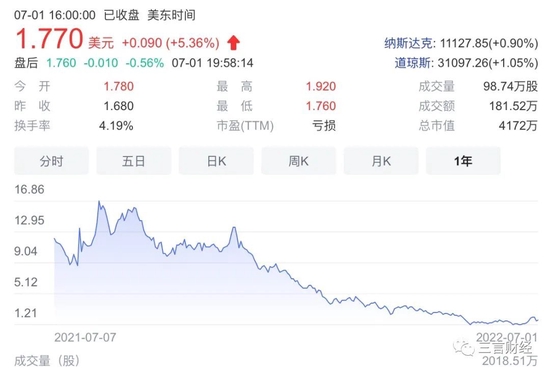 07-01 16:00:00 已收盘 美东时间
1.770 美元 +0.090 (+5.36%)
纳斯达克: 11127.85(+0.90%)
盘后 1.760 -0.010 -0.56% 07-01 19:58:14
道琼斯: 31097.26(+1.05%)
今开 1.780 最高 1.920 成交量 98.74万股
昨收 1.680 最低 1.760 成交额 181.52万
换手率 4.19% 市盈(TTM) 亏损 总市值 4172万
分时 五日 日K 周K 月K 1年
16.86
12.95
9.04
5.12
1.21
2021-07-07 2022-07-01
成交量（股） 2018.51万
三言财经